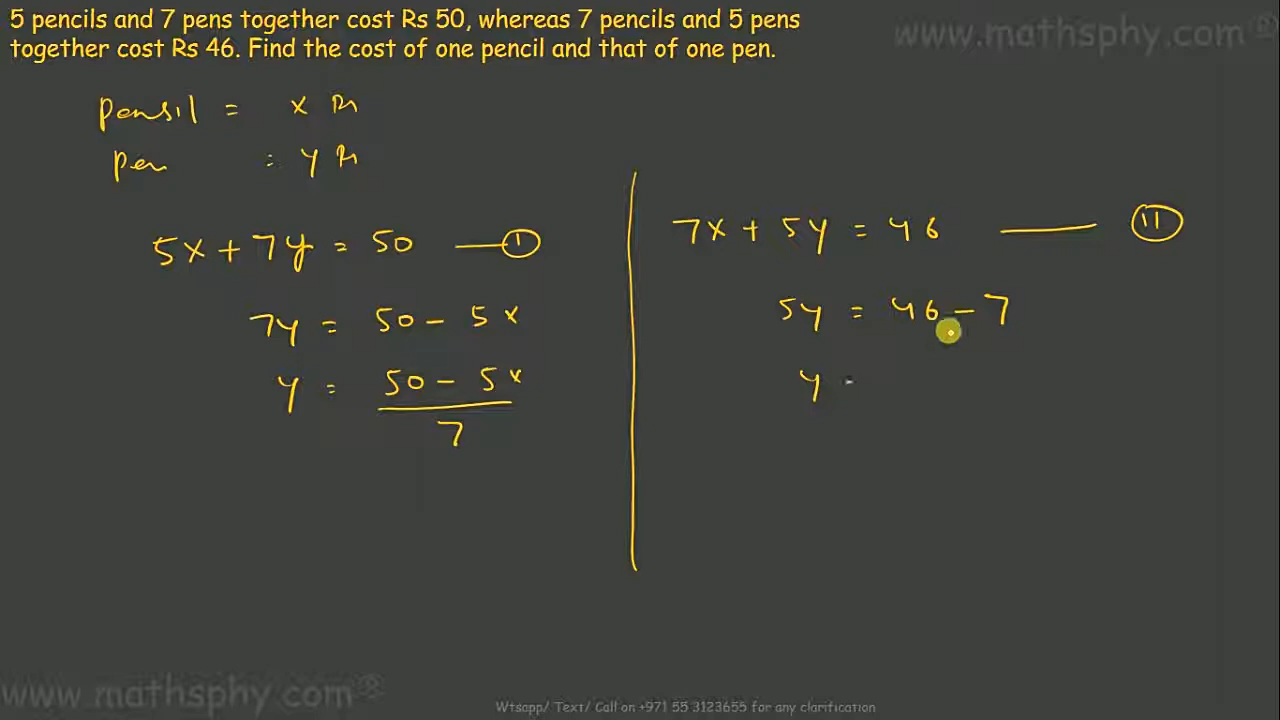 5 pencils and 7 pens together cost Rs 50, whereas 7 pencils and 5 pens
together cost Rs 46. Find the cost of one pencil and that of one pen.
www.mathsphy.com®
pensil = x Rs
pen = y Rs
5x + 7y = 50 —— I
7y = 50 - 5x
y = 50 - 5x
7
7x + 5y = 46 —— II
5y = 46 - 7
y -
www.mathsphy.com®
Wtsapp/ Text/ Call on +971 55 3123655 for any clarification